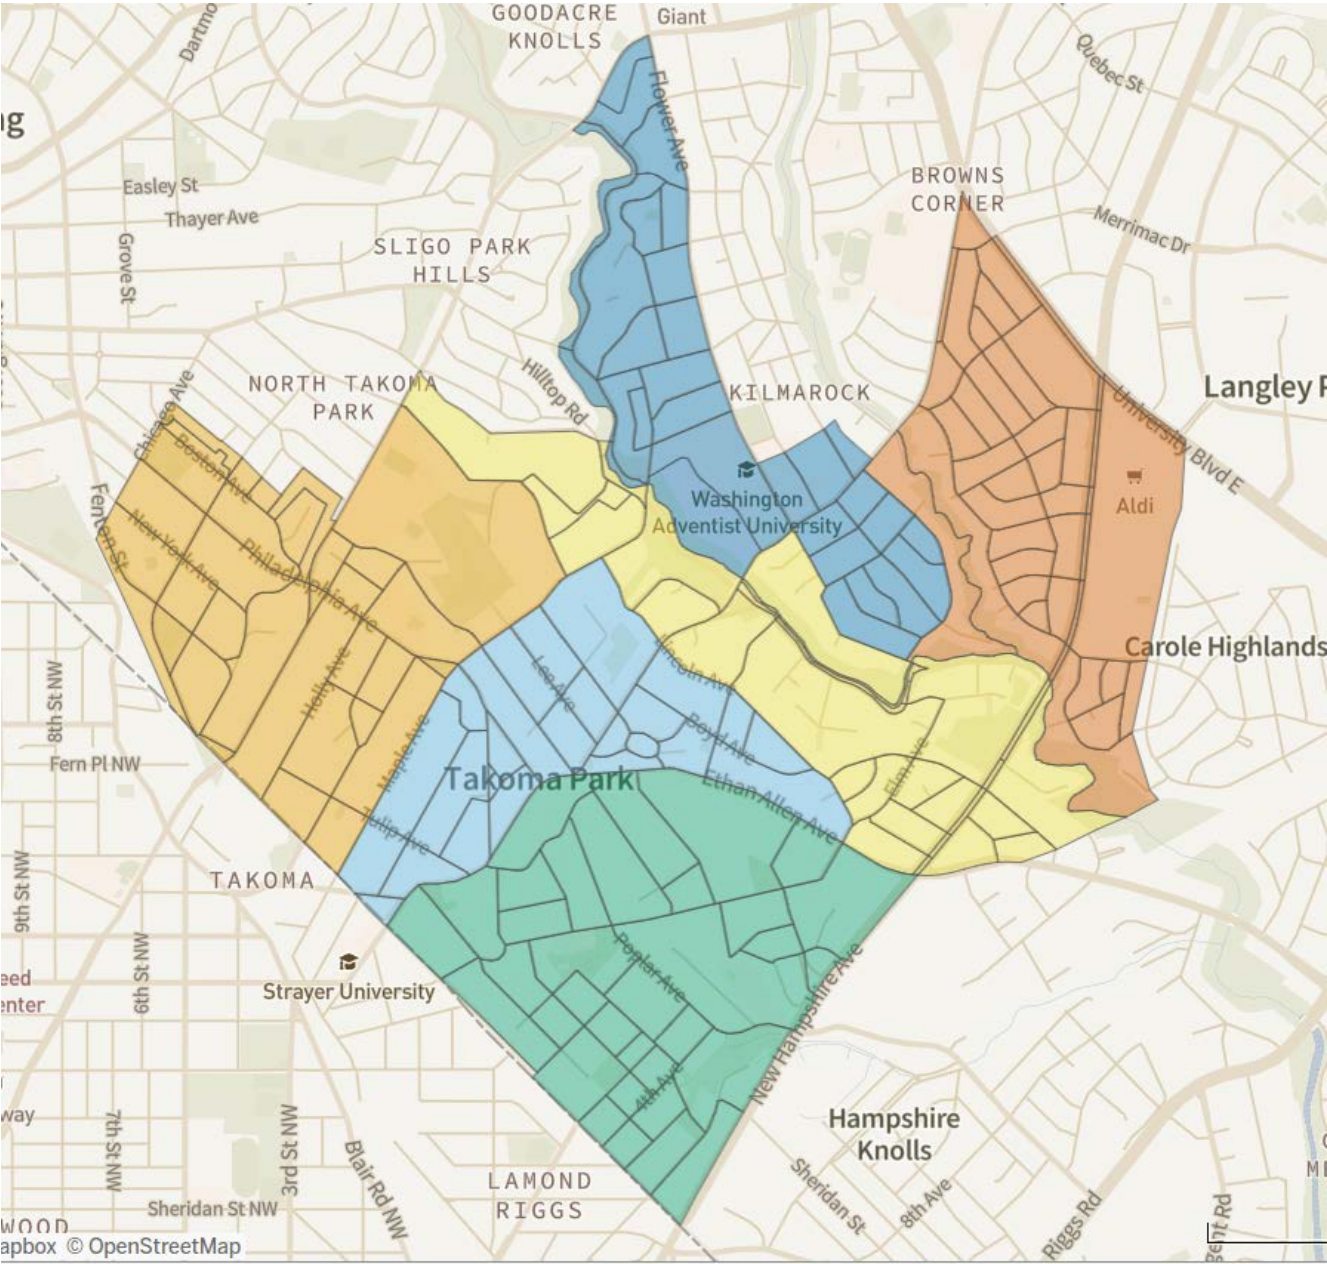 GOODACRE
KNOLLS
Giant
Dartmo
Quebec St
ng
Flower Ave
Easley St
Thayer Ave
BROWNS
CORNER
Merrimac Dr
Grove St
SLIGO PARK
HILLS
Hilltop Rd
NORTH TAKOMA
PARK
KILMAROCK
Langley P
Chicago Ave
University Blvd E
Boston Ave
Washington
Adventist University
Aldi
Fenton St
New York Ave
Philadelphia Ave
Carole Highlands
8th St NW
Holly Ave
Lee Ave
Lincoln Ave
Maple Ave
Boyd Ave
Elm Ave
Fern Pl NW
Takoma Park
Ethan Allen Ave
Tulip Ave
TAKOMA
9th St NW
6th St NW
Strayer University
Poplar Ave
New Hampshire Ave
eed
enter
4th Ave
way
7th St NW
3rd St NW
Blair Rd NW
Hampshire
Knolls
LAMOND
RIGGS
Sheridan St
8th Ave
Riggs Rd
gent Rd
Sheridan St NW
WOOD
apbox © OpenStreetMap